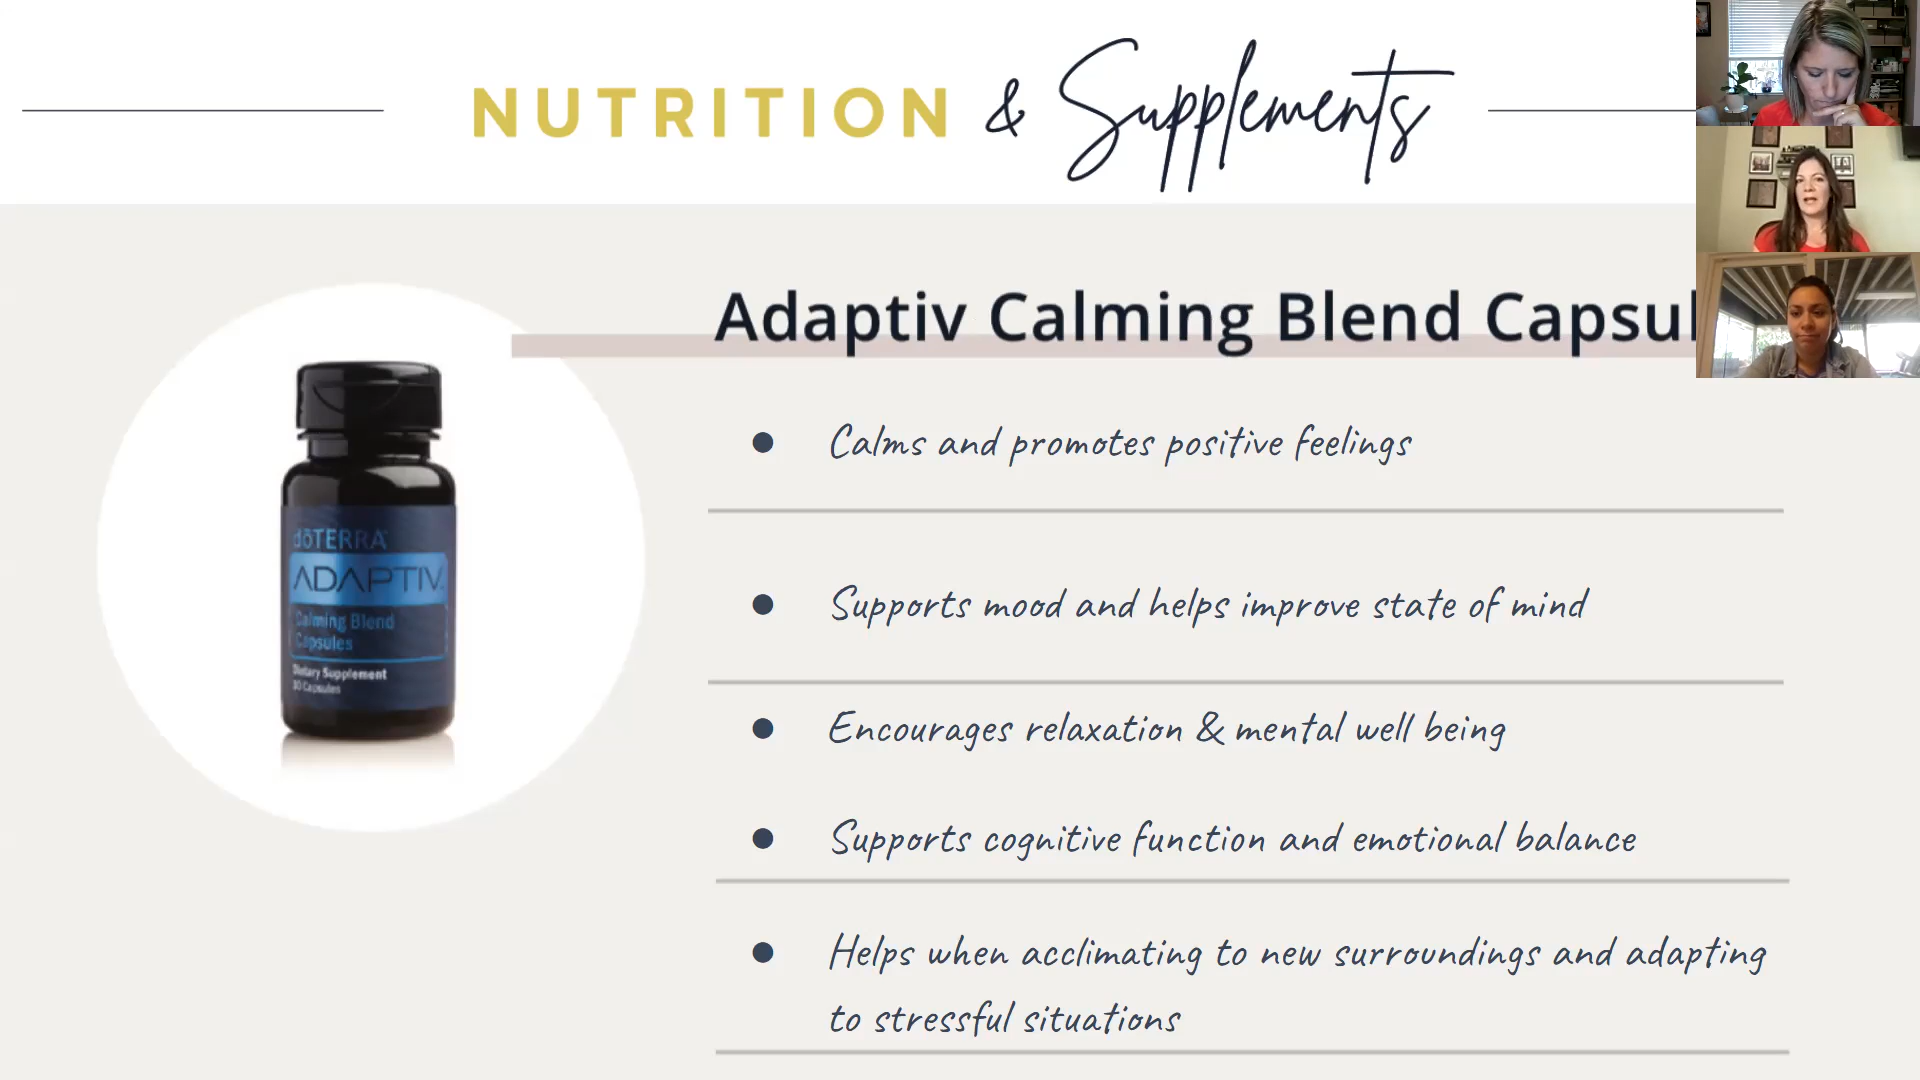 NUTRITION & Supplements
Adaptiv Calming Blend Capsul
dōTERRA
ADAPTIV
Calming Blend
Capsules
Dietary Supplement
30 Capsules
● Calms and promotes positive feelings
● Supports mood and helps improve state of mind
● Encourages relaxation & mental well being
● Supports cognitive function and emotional balance
● Helps when acclimating to new surroundings and adapting
to stressful situations